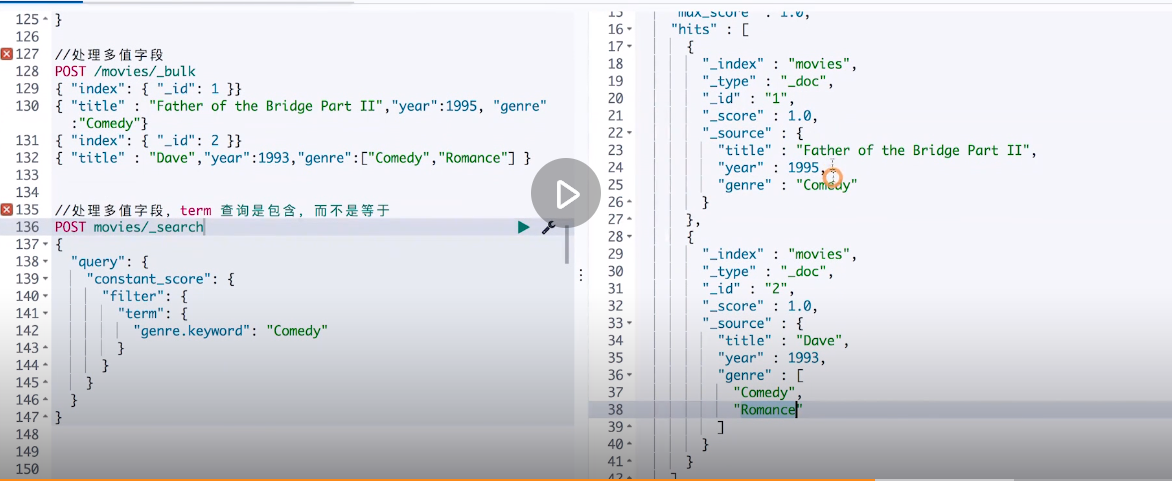 125 }
126
127 //处理多值字段
128 POST /movies/_bulk
129 { "index": { "_id": 1 }}
130 { "title" : "Father of the Bridge Part II","year":1995, "genre"
:"Comedy"}
131 { "index": { "_id": 2 }}
132 { "title" : "Dave","year":1993,"genre":["Comedy","Romance"] }
133
134
135 //处理多值字段, term 查询是包含, 而不是等于
136 POST movies/_search
137 {
138 "query": {
139 "constant_score": {
140 "filter": {
141 "term": {
142 "genre.keyword": "Comedy"
143 }
144 }
145 }
146 }
147 }
148
149
150
15 "max_score" : 1.0,
16 "hits" : [
17 {
18 "_index" : "movies",
19 "_type" : "_doc",
20 "_id" : "1",
21 "_score" : 1.0,
22 "_source" : {
23 "title" : "Father of the Bridge Part II",
24 "year" : 1995,
25 "genre" : "Comedy"
26 }
27 },
28 {
29 "_index" : "movies",
30 "_type" : "_doc",
31 "_id" : "2",
32 "_score" : 1.0,
33 "_source" : {
34 "title" : "Dave",
35 "year" : 1993,
36 "genre" : [
37 "Comedy",
38 "Romance"
39 ]
40 }
41 }
42 ]